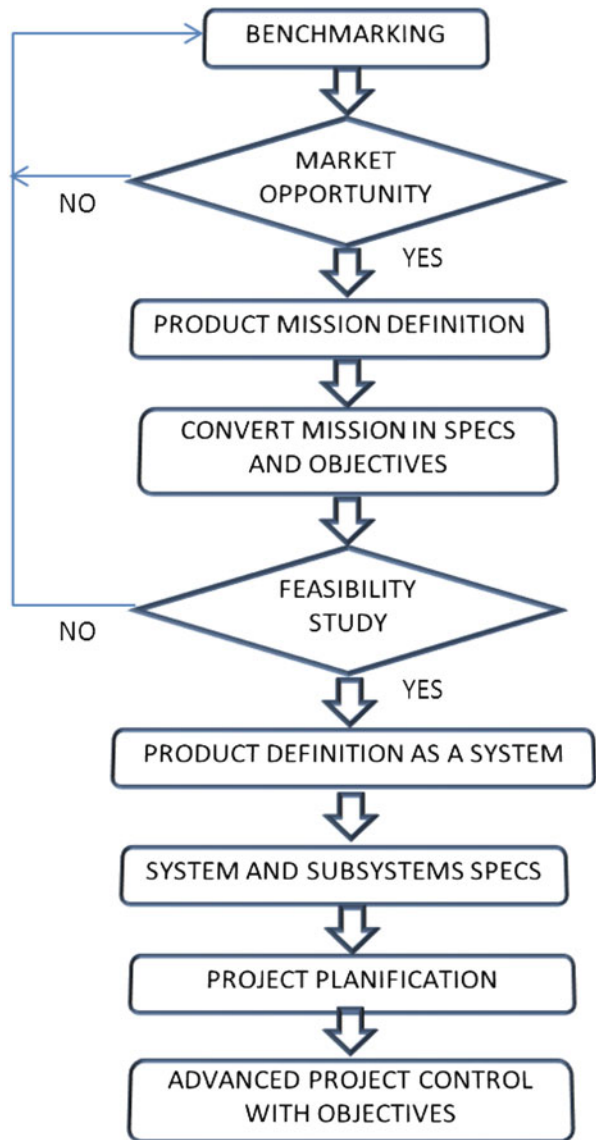 BENCHMARKING
MARKET
OPPORTUNITY
NO
YES
PRODUCT MISSION DEFINITION
CONVERT MISSION IN SPECS
AND OBJECTIVES
FEASIBILITY
STUDY
NO
YES
PRODUCT DEFINITION AS A SYSTEM
SYSTEM AND SUBSYSTEMS SPECS
PROJECT PLANIFICATION
ADVANCED PROJECT CONTROL
WITH OBJECTIVES